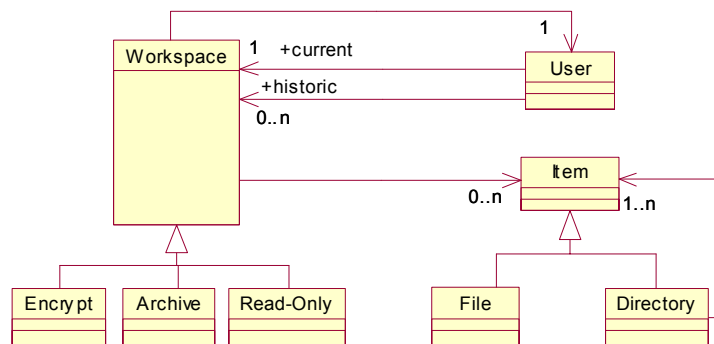 1
Workspace
1 +current
User
+historic
0..n
Item
0..n
1..n
Encrypt
Archive
Read-Only
File
Directory